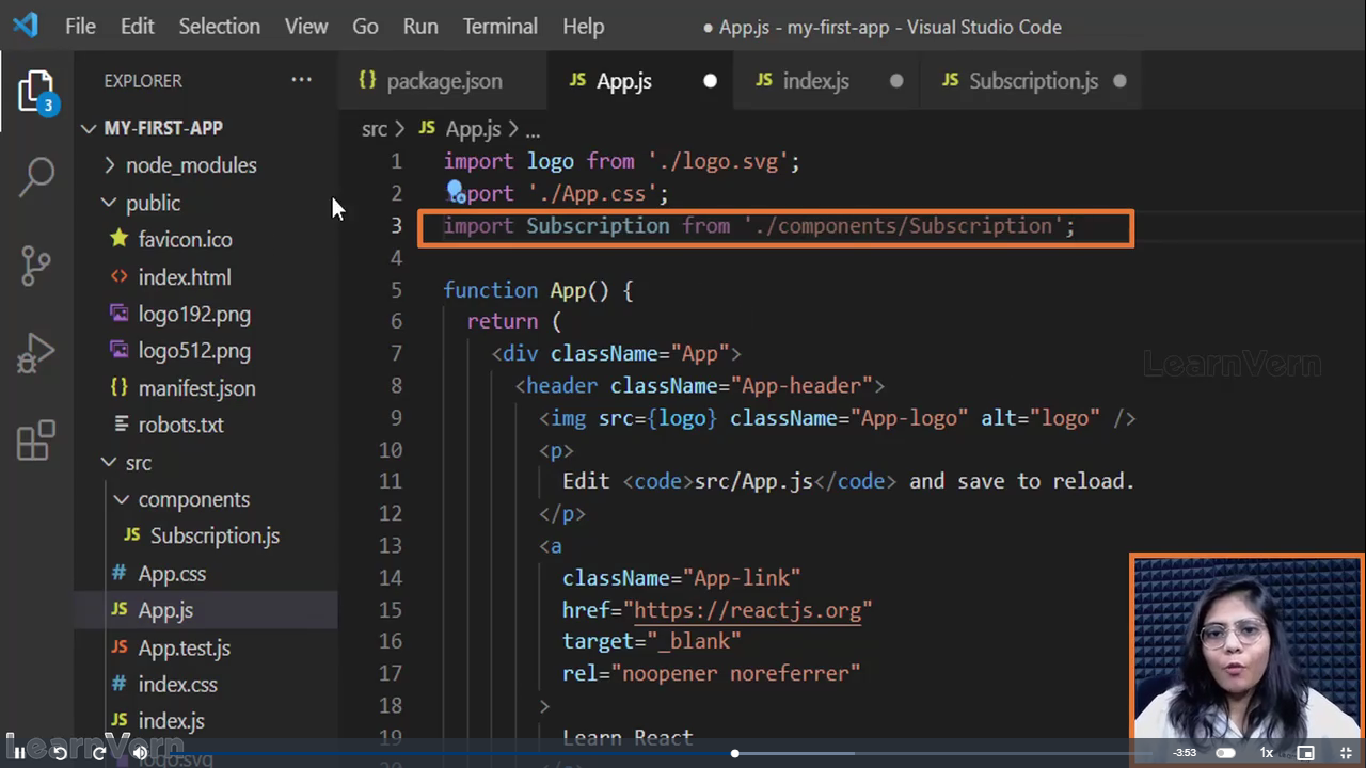 File Edit Selection View Go Run Terminal Help ● App.js - my-first-app - Visual Studio Code
EXPLORER ···
{} package.json JS App.js ● JS index.js ● JS Subscription.js ●
3
MY-FIRST-APP
node_modules
public
favicon.ico
<> index.html
logo192.png
logo512.png
{} manifest.json
robots.txt
src
components
JS Subscription.js
# App.css
JS App.js
JS App.test.js
# index.css
JS index.js
logo.svg
src > JS App.js > ...
1 import logo from './logo.svg';
2 port './App.css';
3 import Subscription from './components/Subscription';
4
5 function App() {
6 return (
7 <div className="App">
8 <header className="App-header">
9 <img src={logo} className="App-logo" alt="logo" />
10 <p>
11 Edit <code>src/App.js</code> and save to reload.
12 </p>
13 <a
14 className="App-link"
15 href="https://reactjs.org"
16 target="_blank"
17 rel="noopener noreferrer"
18 >
19 Learn React
LearnVern
LearnVern
-3:53 1x